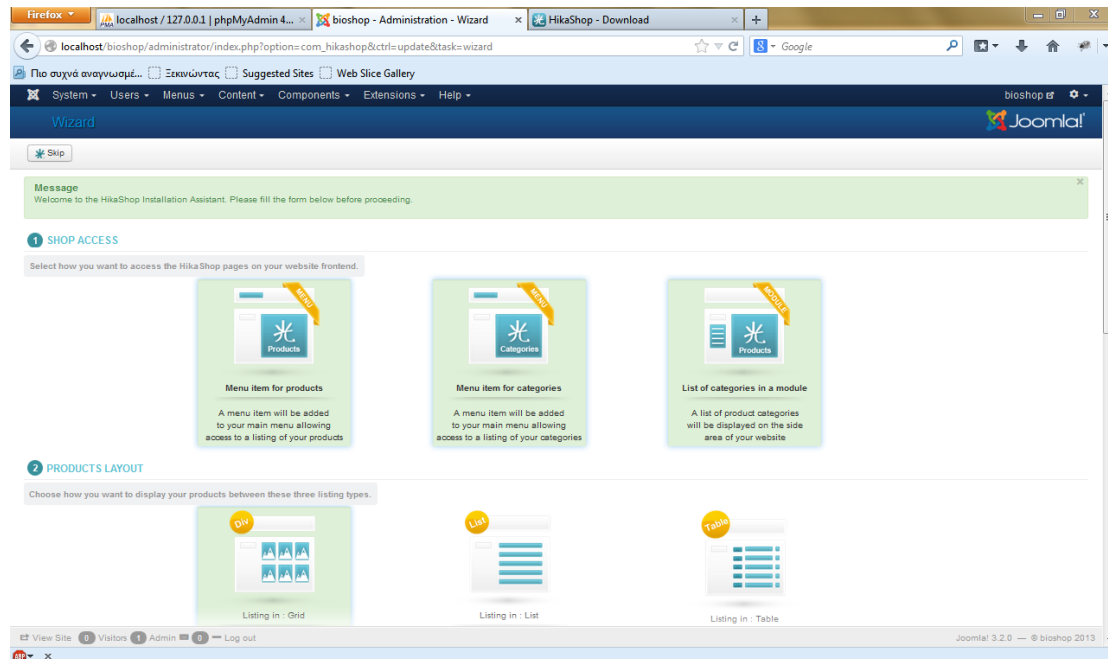 Firefox
localhost / 127.0.0.1 | phpMyAdmin 4...
bioshop - Administration - Wizard
HikaShop - Download
localhost/bioshop/administrator/index.php?option=com_hikashop&ctrl=update&task=wizard
Google
Πιο συχνά αναγνωσμέ...
Ξεκινώντας
Suggested Sites
Web Slice Gallery
System Users Menus Content Components Extensions Help
bioshop
Wizard
Joomla!
Skip
Message
Welcome to the HikaShop Installation Assistant. Please fill the form below before proceeding.
1 SHOP ACCESS
Select how you want to access the HikaShop pages on your website frontend.
MENU
光
Products
Menu item for products
A menu item will be added
to your main menu allowing
access to a listing of your products
MENU
光
Categories
Menu item for categories
A menu item will be added
to your main menu allowing
access to a listing of your categories
MODULE
光
Products
List of categories in a module
A list of product categories
will be displayed on the side
area of your website
2 PRODUCTS LAYOUT
Choose how you want to display your products between these three listing types.
Div
Listing in : Grid
List
Listing in : List
Table
Listing in : Table
View Site 0 Visitors 1 Admin 0 Log out
Joomla! 3.2.0 — © bioshop 2013
ABP